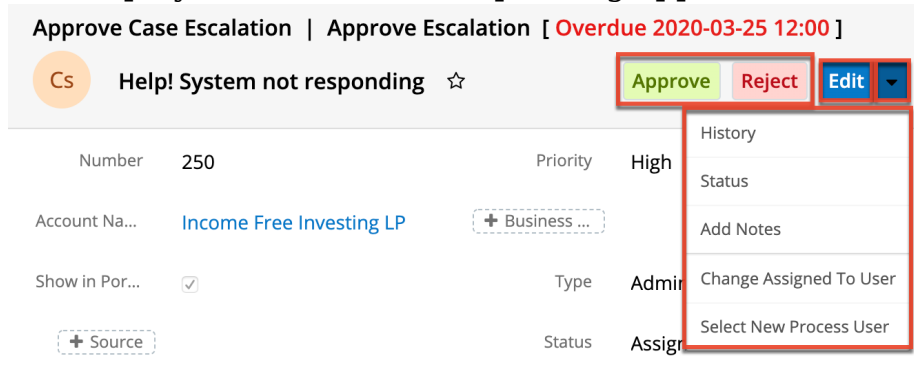 Approve Case Escalation | Approve Escalation [ Overdue 2020-03-25 12:00 ]
Cs Help! System not responding Approve Reject Edit
History
Number 250 Priority High
Status
Account Na... Income Free Investing LP + Business ...
Add Notes
Show in Por... Type Admin
Change Assigned To User
+ Source Status Assign
Select New Process User